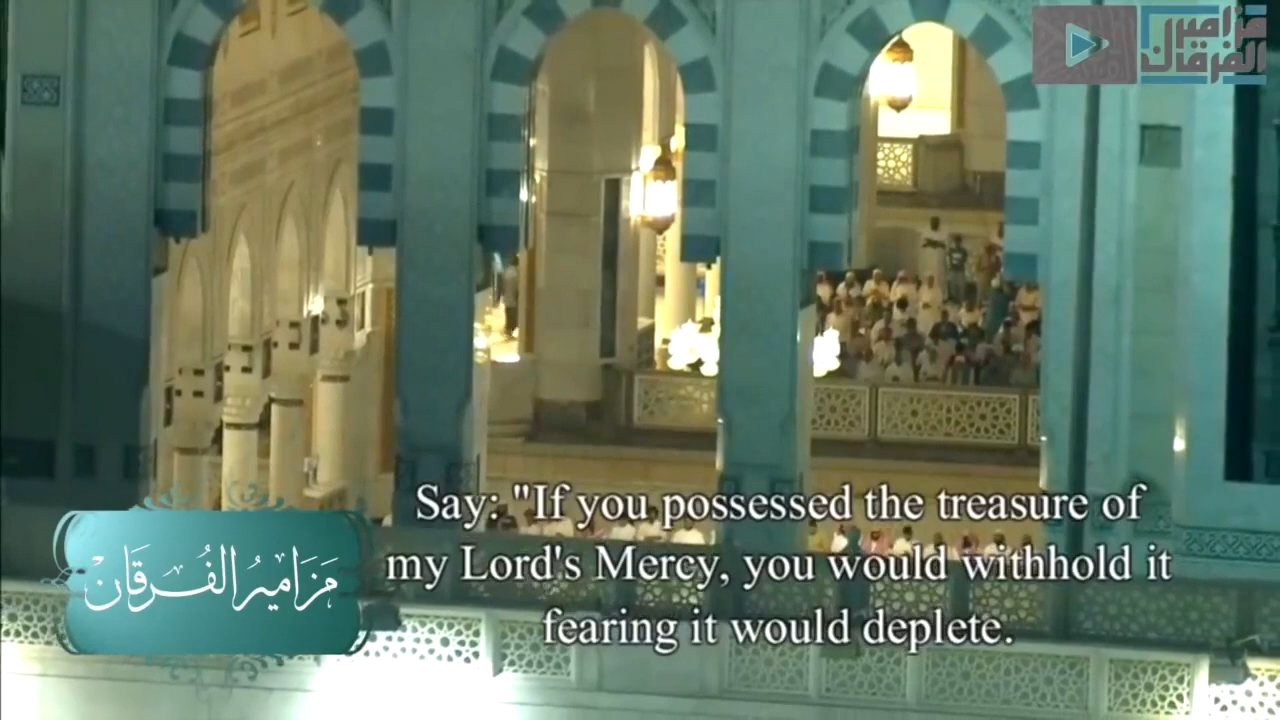 مزامير
الفرقان
Say: "If you possessed the treasure of
my Lord's Mercy, you would withhold it
fearing it would deplete.
مَزَامِيرُ الْفُرقَان